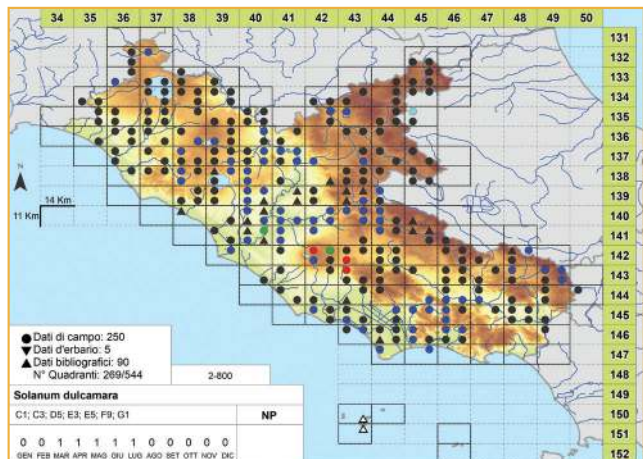 34 35 36 37 38 39 40 41 42 43 44 45 46 47 48 49 50
131
132
133
134
135
136
137
138
139
140
141
142
143
144
145
146
147
148
149
150
151
152
N
14 Km
11 Km
● Dati di campo: 250
▼ Dati d'erbario: 5
▲ Dati bibliografici: 90
N° Quadranti: 269/544
2-800
Solanum dulcamara
C1; C3; D5; E3; E5; F9; G1
NP
0 0 1 1 1 1 1 0 0 0 0 0
GEN FEB MAR APR MAG GIU LUG AGO SET OTT NOV DIC